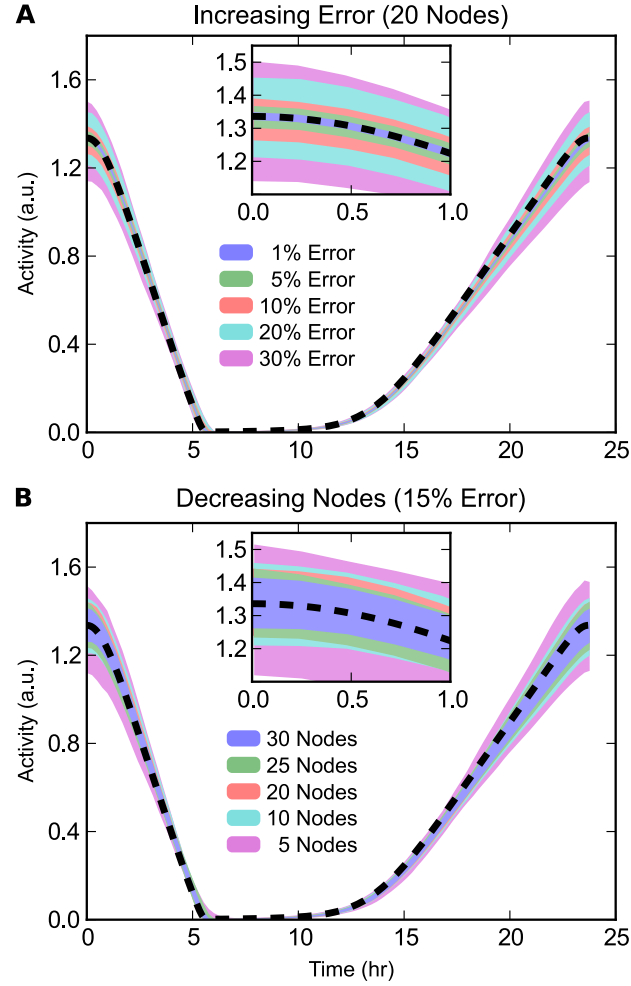 A
Increasing Error (20 Nodes)
Activity (a.u.)
1.6
1.2
0.8
0.4
0.0
1.5
1.4
1.3
1.2
0.0 0.5 1.0
1% Error
5% Error
10% Error
20% Error
30% Error
0 5 10 15 20 25
B
Decreasing Nodes (15% Error)
Activity (a.u.)
1.6
1.2
0.8
0.4
0.0
1.5
1.4
1.3
1.2
0.0 0.5 1.0
30 Nodes
25 Nodes
20 Nodes
10 Nodes
5 Nodes
0 5 10 15 20 25
Time (hr)